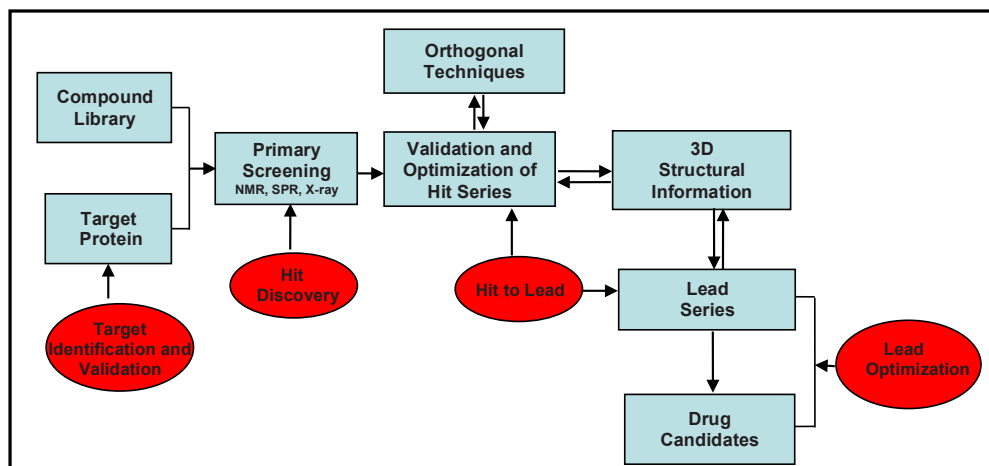 Orthogonal
Techniques
Compound
Library
Primary
Screening
NMR, SPR, X-ray
Validation and
Optimization of
Hit Series
3D
Structural
Information
Target
Protein
Hit
Discovery
Hit to Lead
Lead
Series
Target
Identification and
Validation
Lead
Optimization
Drug
Candidates